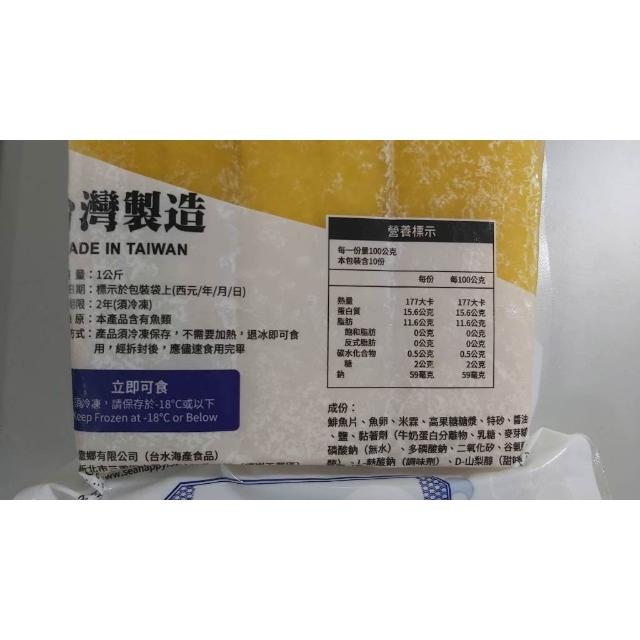 灣製造
MADE IN TAIWAN
量：1公斤
日期：標示於包裝袋上(西元/年/月/日)
期限：2年(須冷凍)
原：本產品含有魚類
方式：產品須冷凍保存，不需要加熱，退冰即可食
用，經拆封後，應儘速食用完畢
立即可食
須冷凍，請保存於-18°C或以下
Keep Frozen at -18°C or Below
鄉有限公司（台水海產食品）
營養標示
每一份量100公克
本包裝含10份
每份 每100公克
熱量 177大卡 177大卡
蛋白質 15.6公克 15.6公克
脂肪 11.6公克 11.6公克
飽和脂肪 0公克 0公克
反式脂肪 0公克 0公克
碳水化合物 0.5公克 0.5公克
糖 2公克 2公克
鈉 59毫克 59毫克
成份：
鯡魚片、魚卵、米霖、高果糖糖漿、特砂、醬油
、鹽、黏著劑（牛奶蛋白分離物、乳糖、麥芽糊
磷酸鈉（無水）、多磷酸鈉、二氧化矽、谷氨
L-麩酸鈉（調味劑）、D-山梨醇（甜味